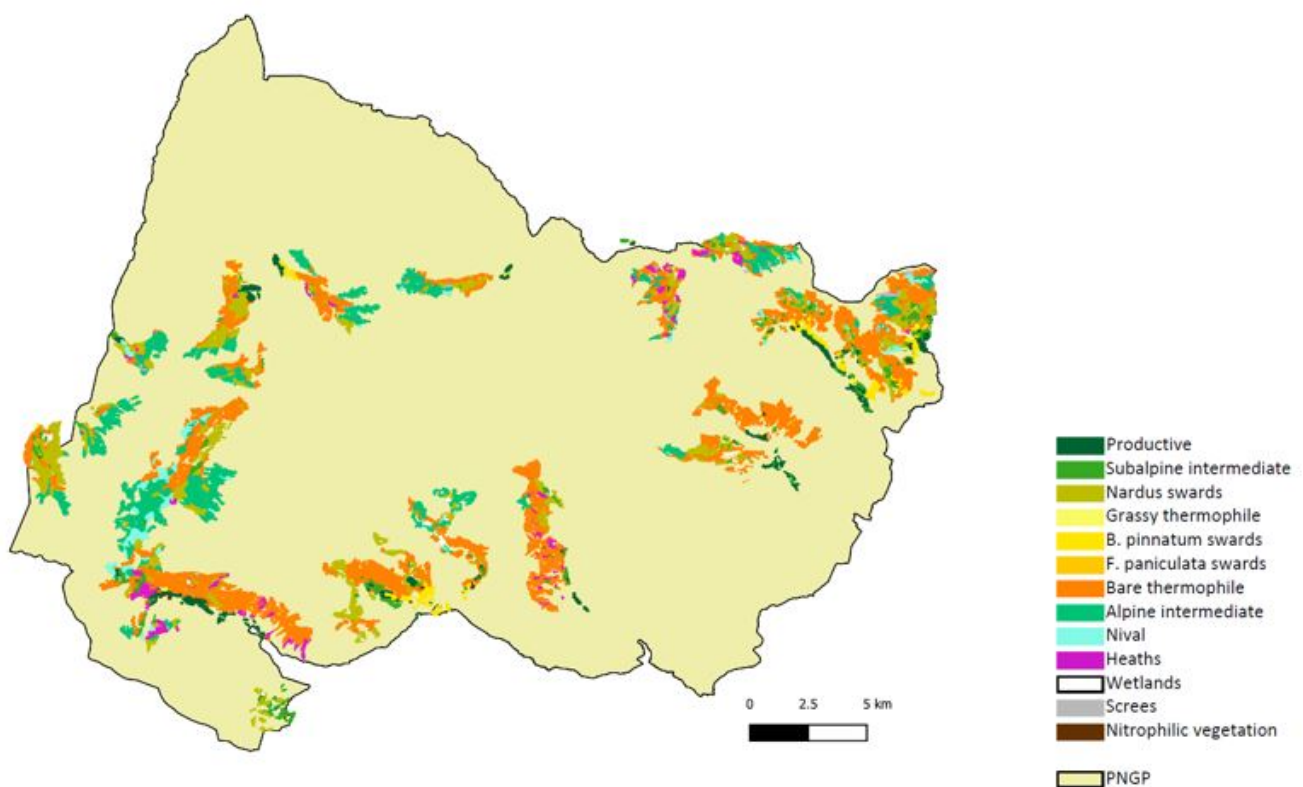 Productive
Subalpine intermediate
Nardus swards
Grassy thermophile
B. pinnatum swards
F. paniculata swards
Bare thermophile
Alpine intermediate
Nival
Heaths
Wetlands
Screes
Nitrophilic vegetation
PNGP
0 2.5 5 km